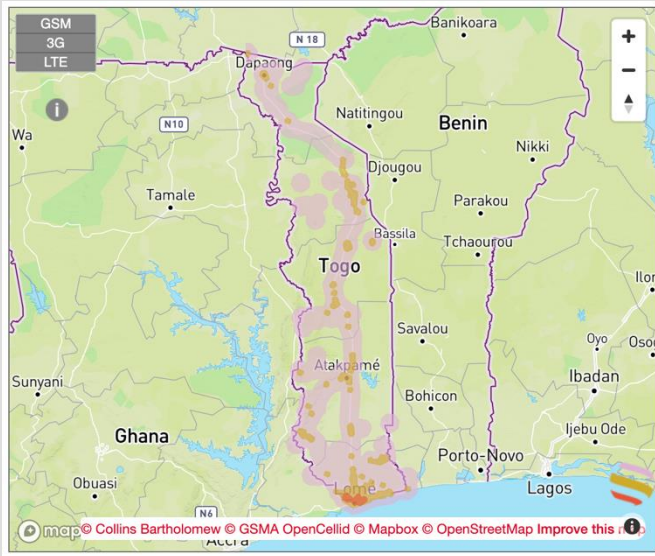 GSM
3G
LTE
i
N 18
Banikoara
+
−
Dapaong
N10
Natitingou
Benin
Wa
Nikki
Djougou
Tamale
Parakou
Bassila
Tchaourou
Togo
Ilor
Savalou
Oyo
Osoc
Sunyani
Atakpamé
Ibadan
Bohicon
Ijebu Ode
Ghana
Porto-Novo
Obuasi
Lagos
Lomé
N6
Accra
map © Collins Bartholomew © GSMA OpenCellid © Mapbox © OpenStreetMap Improve this map